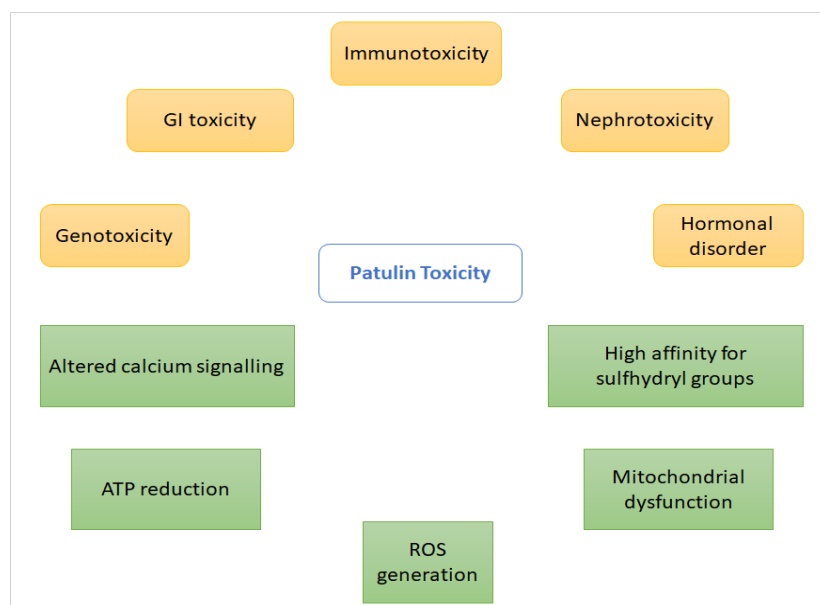 Immunotoxicity
GI toxicity
Nephrotoxicity
Genotoxicity
Hormonal
disorder
Patulin Toxicity
Altered calcium signalling
High affinity for
sulfhydryl groups
ATP reduction
Mitochondrial
dysfunction
ROS
generation